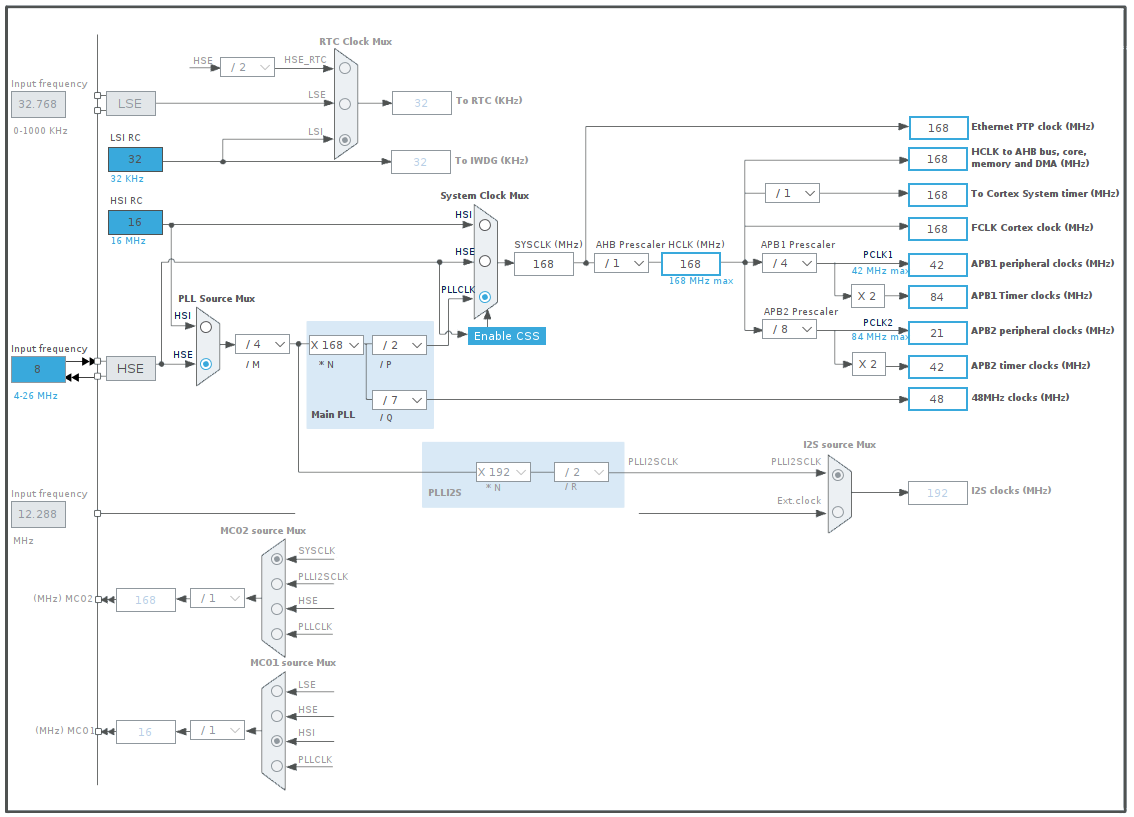 RTC Clock Mux
HSE
/ 2
HSE_RTC
Input frequency
32.768
0-1000 KHz
LSE
LSE
32
To RTC (KHz)
LSI RC
32
32 KHz
LSI
32
To IWDG (KHz)
HSI RC
16
16 MHz
System Clock Mux
HSI
HSE
PLLCLK
Enable CSS
SYSCLK (MHz)
168
AHB Prescaler
/ 1
HCLK (MHz)
168
168 MHz max
168
Ethernet PTP clock (MHz)
168
HCLK to AHB bus, core,
memory and DMA (MHz)
/ 1
168
To Cortex System timer (MHz)
168
FCLK Cortex clock (MHz)
APB1 Prescaler
/ 4
PCLK1
42 MHz max
42
APB1 peripheral clocks (MHz)
X 2
84
APB1 Timer clocks (MHz)
APB2 Prescaler
/ 8
PCLK2
84 MHz max
21
APB2 peripheral clocks (MHz)
X 2
42
APB2 timer clocks (MHz)
48
48MHz clocks (MHz)
PLL Source Mux
HSI
HSE
Input frequency
8
4-26 MHz
HSE
/ 4
/ M
X 168
* N
/ 2
/ P
/ 7
/ Q
Main PLL
PLLI2S
X 192
* N
/ 2
/ R
PLLI2SCLK
I2S source Mux
PLLI2SCLK
Ext.clock
192
I2S clocks (MHz)
Input frequency
12.288
MHz
MCO2 source Mux
SYSCLK
PLLI2SCLK
HSE
PLLCLK
(MHz) MCO2
168
/ 1
MCO1 source Mux
LSE
HSE
HSI
PLLCLK
(MHz) MCO1
16
/ 1